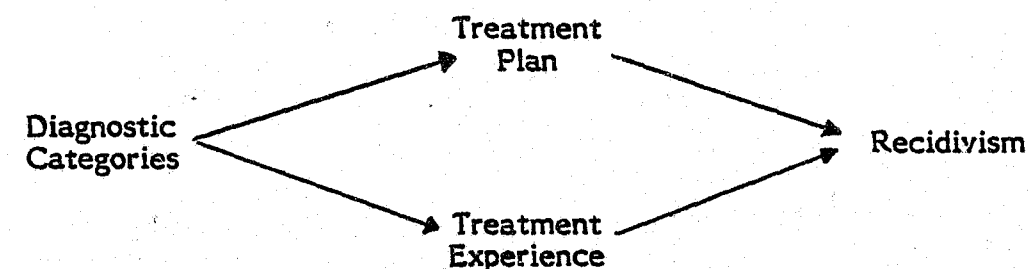 Treatment
Plan
Diagnostic
Categories
Recidivism
Treatment
Experience